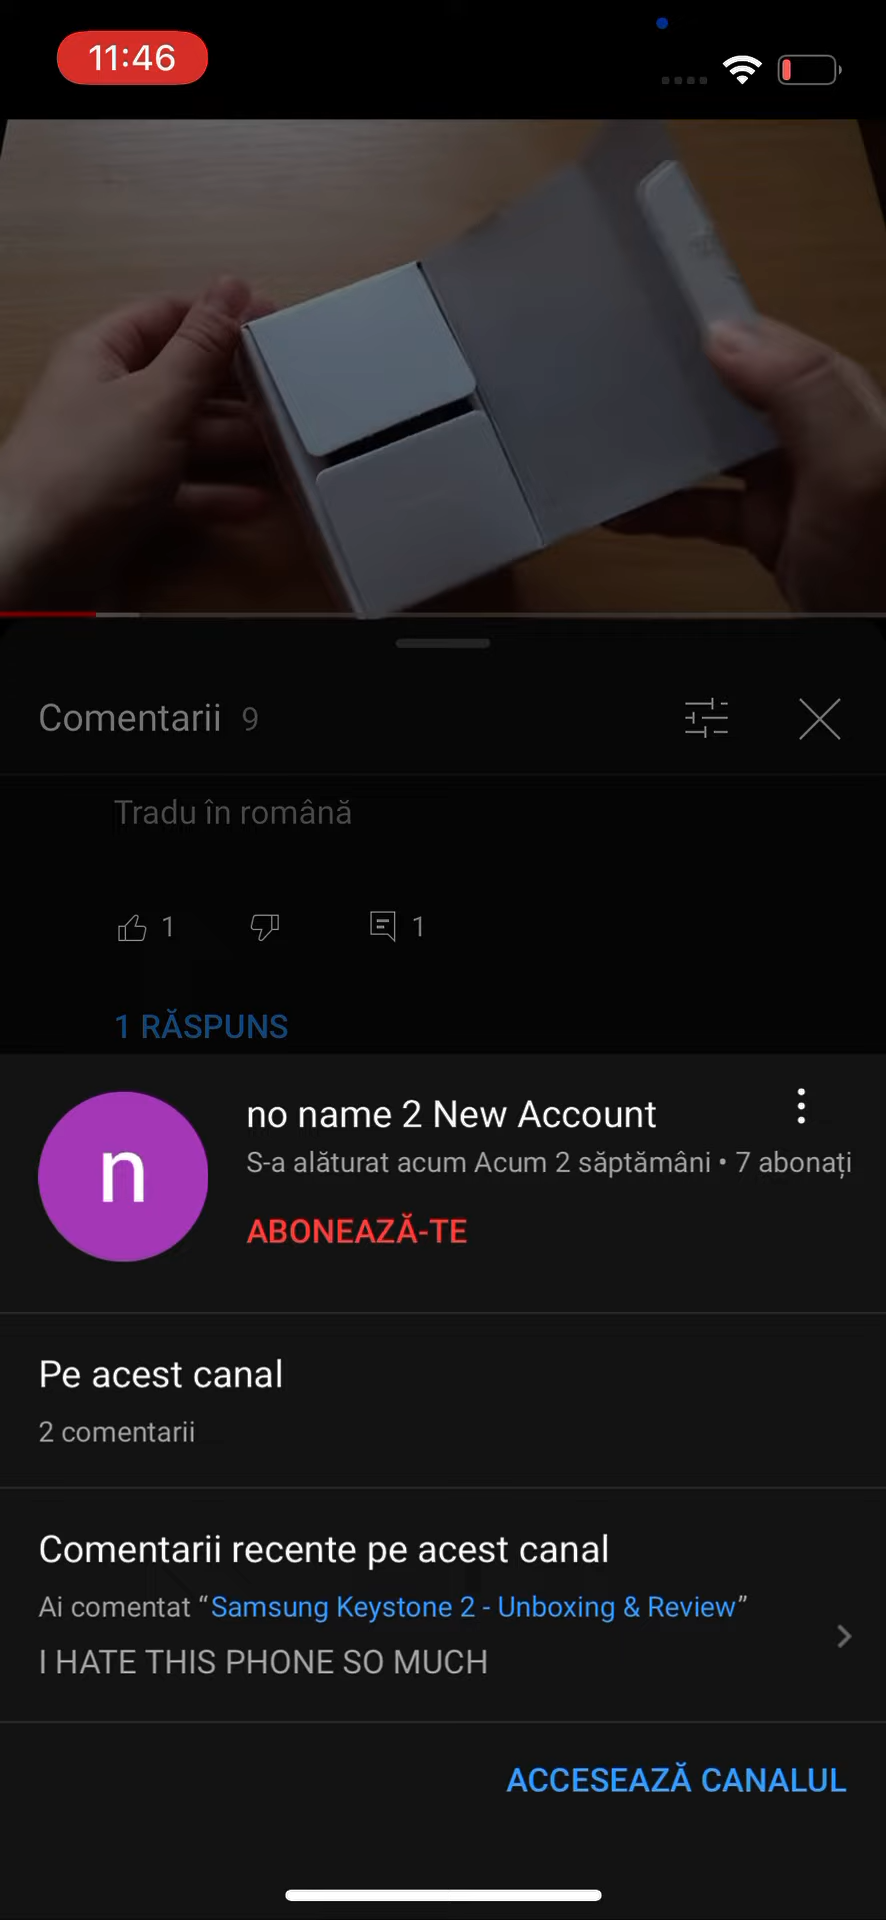 11:46
Comentarii 9
Tradu în română
1 1
1 RĂSPUNS
n
no name 2 New Account
S-a alăturat acum Acum 2 săptămâni • 7 abonați
ABONEAZĂ-TE
Pe acest canal
2 comentarii
Comentarii recente pe acest canal
Ai comentat “Samsung Keystone 2 - Unboxing & Review”
I HATE THIS PHONE SO MUCH
ACCESEAZĂ CANALUL